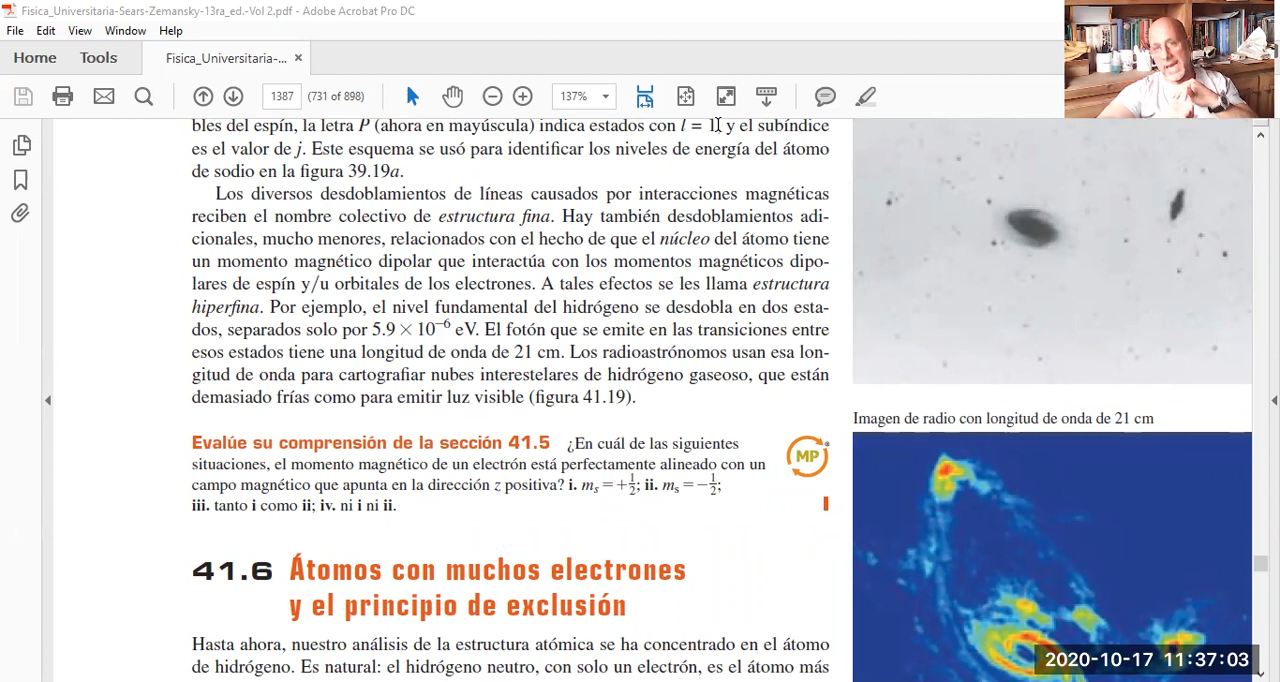 Fisica_Universitaria-Sears-Zemansky-13ra_ed.-Vol 2.pdf - Adobe Acrobat Pro DC
File Edit View Window Help
Home Tools Fisica_Universitaria-... ×
1387 (731 of 898) 137%
bles del espín, la letra P (ahora en mayúscula) indica estados con l = 1, y el subíndice
es el valor de j. Este esquema se usó para identificar los niveles de energía del átomo
de sodio en la figura 39.19a.
Los diversos desdoblamientos de líneas causados por interacciones magnéticas
reciben el nombre colectivo de estructura fina. Hay también desdoblamientos adi-
cionales, mucho menores, relacionados con el hecho de que el núcleo del átomo tiene
un momento magnético dipolar que interactúa con los momentos magnéticos dipo-
lares de espín y/u orbitales de los electrones. A tales efectos se les llama estructura
hiperfina. Por ejemplo, el nivel fundamental del hidrógeno se desdobla en dos esta-
dos, separados solo por 5.9 × 10⁻⁶ eV. El fotón que se emite en las transiciones entre
esos estados tiene una longitud de onda de 21 cm. Los radioastrónomos usan esa lon-
gitud de onda para cartografiar nubes interestelares de hidrógeno gaseoso, que están
demasiado frías como para emitir luz visible (figura 41.19).
Evalúe su comprensión de la sección 41.5 ¿En cuál de las siguientes
situaciones, el momento magnético de un electrón está perfectamente alineado con un
campo magnético que apunta en la dirección z positiva? i. mₛ = +½; ii. mₛ = −½;
iii. tanto i como ii; iv. ni i ni ii.
MP
41.6 Átomos con muchos electrones
y el principio de exclusión
Hasta ahora, nuestro análisis de la estructura atómica se ha concentrado en el átomo
de hidrógeno. Es natural: el hidrógeno neutro, con solo un electrón, es el átomo más
Imagen de radio con longitud de onda de 21 cm
2020-10-17 11:37:03